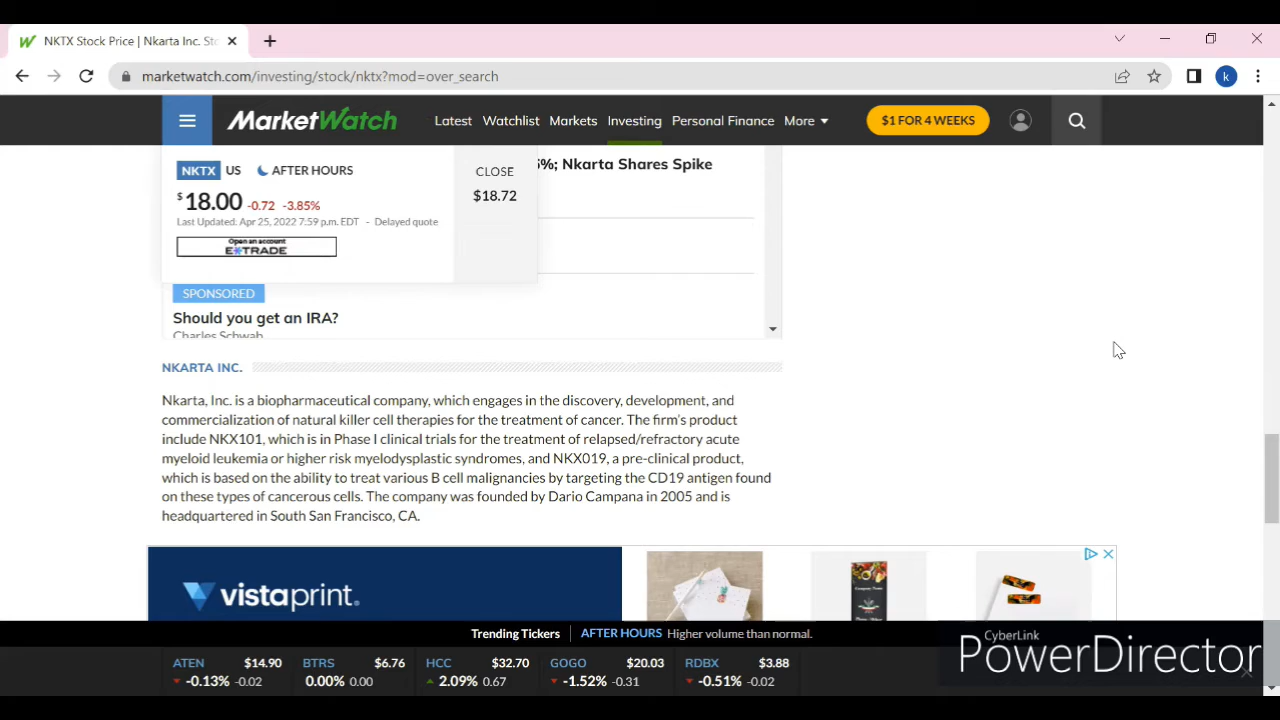 NKTX Stock Price | Nkarta Inc. Sto
marketwatch.com/investing/stock/nktx?mod=over_search
k
MarketWatch Latest Watchlist Markets Investing Personal Finance More $1 FOR 4 WEEKS
NKTX US AFTER HOURS
$18.00 -0.72 -3.85%
Last Updated: Apr 25, 2022 7:59 p.m. EDT - Delayed quote
Open an account
E*TRADE
CLOSE
$18.72
%; Nkarta Shares Spike
SPONSORED
Should you get an IRA?
Charles Schwab
NKARTA INC.
Nkarta, Inc. is a biopharmaceutical company, which engages in the discovery, development, and
commercialization of natural killer cell therapies for the treatment of cancer. The firm's product
include NKX101, which is in Phase I clinical trials for the treatment of relapsed/refractory acute
myeloid leukemia or higher risk myelodysplastic syndromes, and NKX019, a pre-clinical product,
which is based on the ability to treat various B cell malignancies by targeting the CD19 antigen found
on these types of cancerous cells. The company was founded by Dario Campana in 2005 and is
headquartered in South San Francisco, CA.
vistaprint.
Trending Tickers | AFTER HOURS Higher volume than normal.
ATEN $14.90
-0.13% -0.02
BTRS $6.76
0.00% 0.00
HCC $32.70
2.09% 0.67
GOGO $20.03
-1.52% -0.31
RDBX $3.88
-0.51% -0.02
CyberLink
PowerDirector